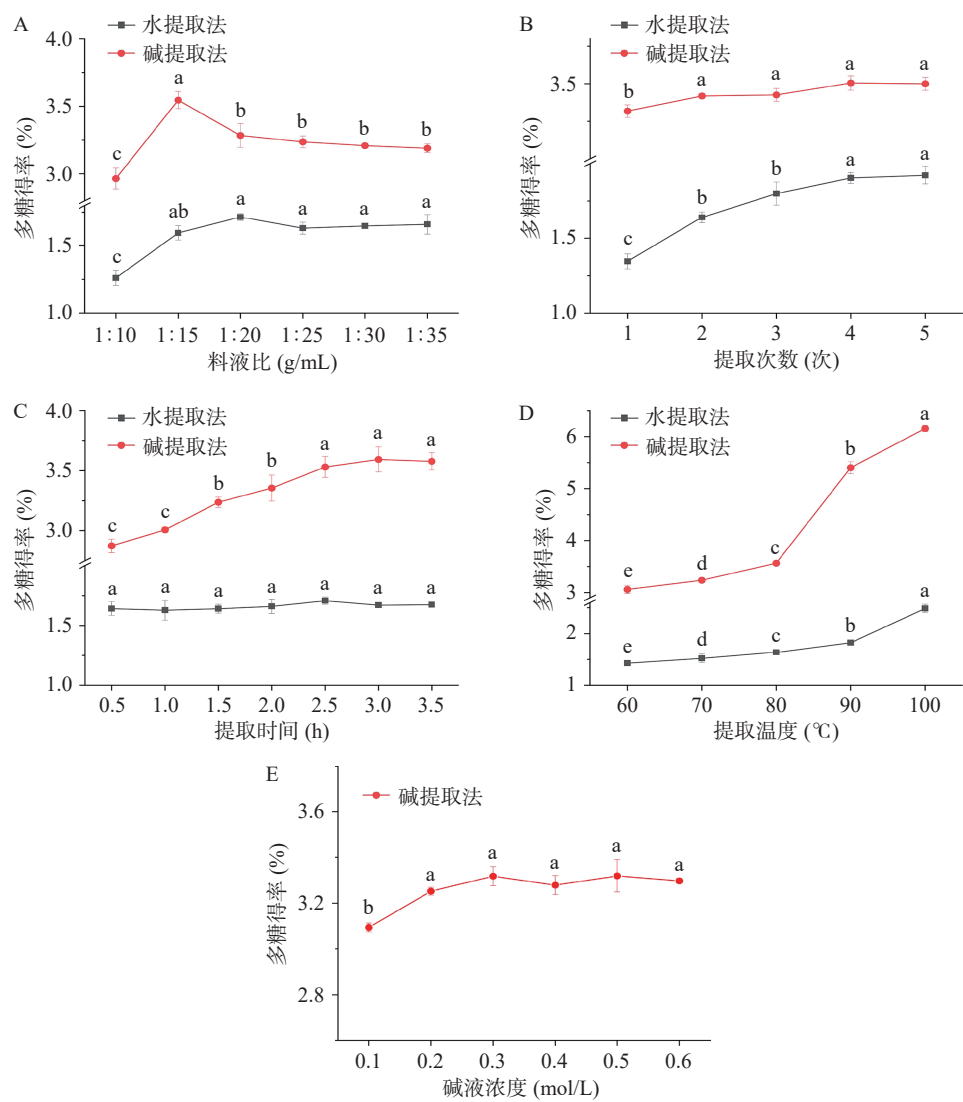 A
水提取法
碱提取法
4.0
3.5
3.0
1.5
1.0
多糖得率 (%)
c a b b b b
c ab a a a a
1∶10 1∶15 1∶20 1∶25 1∶30 1∶35
料液比 (g/mL)
B
水提取法
碱提取法
3.5
1.5
1.0
多糖得率 (%)
b a a a a
c b b a a
1 2 3 4 5
提取次数 (次)
C
水提取法
碱提取法
4.0
3.5
3.0
1.5
1.0
多糖得率 (%)
c c b b a a a
a a a a a a a
0.5 1.0 1.5 2.0 2.5 3.0 3.5
提取时间 (h)
D
水提取法
碱提取法
6
5
4
3
2
1
多糖得率 (%)
e d c b a
e d c b a
60 70 80 90 100
提取温度 (℃)
E
碱提取法
3.6
3.2
2.8
多糖得率 (%)
b a a a a a
0.1 0.2 0.3 0.4 0.5 0.6
碱液浓度 (mol/L)